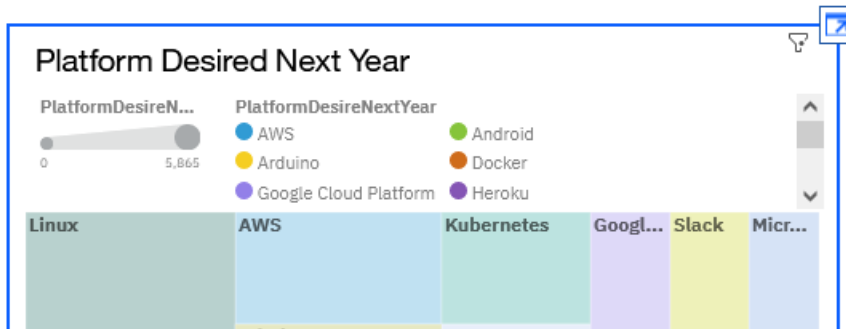 Platform Desired Next Year
PlatformDesireN... PlatformDesireNextYear
AWS Android
0 5,865 Arduino Docker
Google Cloud Platform Heroku
Linux AWS Kubernetes Googl... Slack Micr...